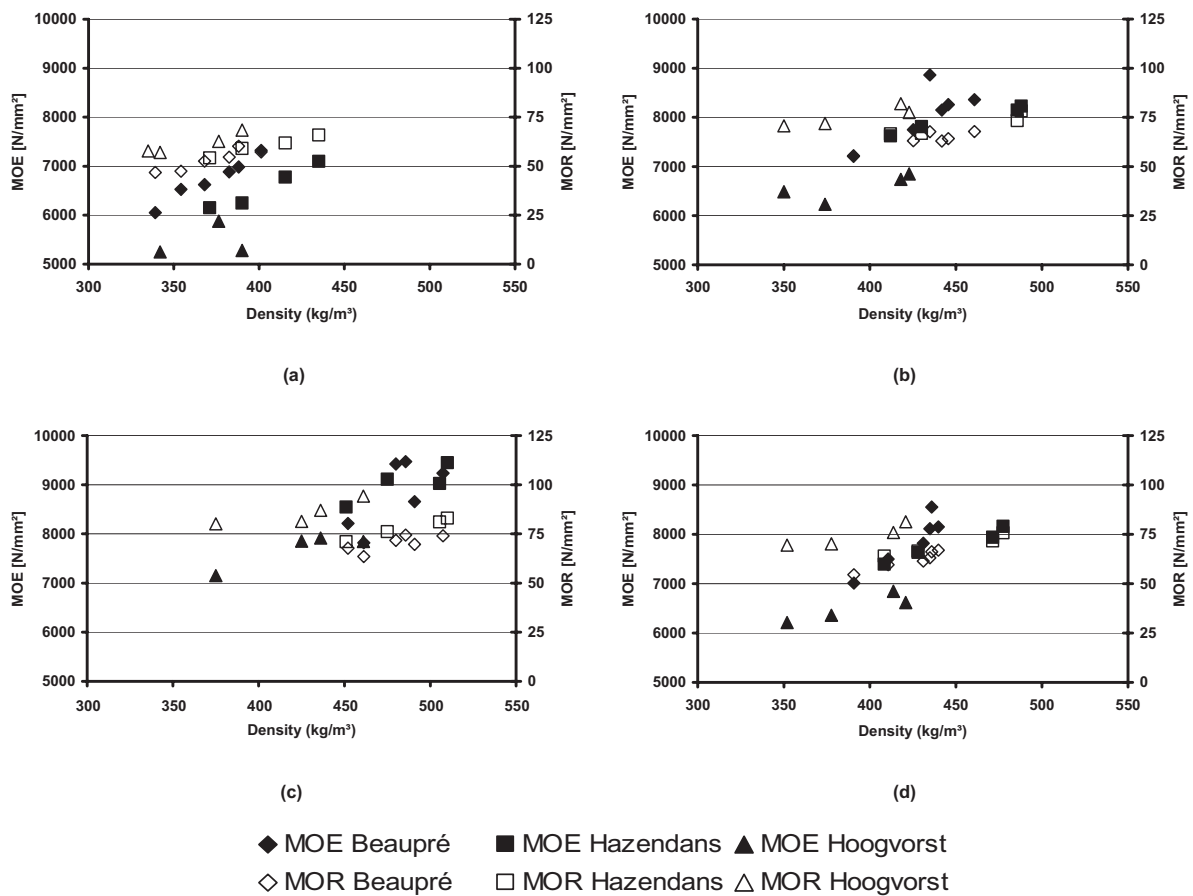 10000
9000
8000
7000
6000
5000
MOE [N/mm²]
125
100
75
50
25
0
MOR [N/mm²]
300 350 400 450 500 550
Density (kg/m³)
(a)
10000
9000
8000
7000
6000
5000
MOE [N/mm²]
125
100
75
50
25
0
MOR [N/mm²]
300 350 400 450 500 550
Density (kg/m³)
(b)
10000
9000
8000
7000
6000
5000
MOE [N/mm²]
125
100
75
50
25
0
MOR [N/mm²]
300 350 400 450 500 550
Density (kg/m³)
(c)
10000
9000
8000
7000
6000
5000
MOE [N/mm²]
125
100
75
50
25
0
MOR [N/mm²]
300 350 400 450 500 550
Density (kg/m³)
(d)
MOE Beaupré MOE Hazendans MOE Hoogvorst
MOR Beaupré MOR Hazendans MOR Hoogvorst